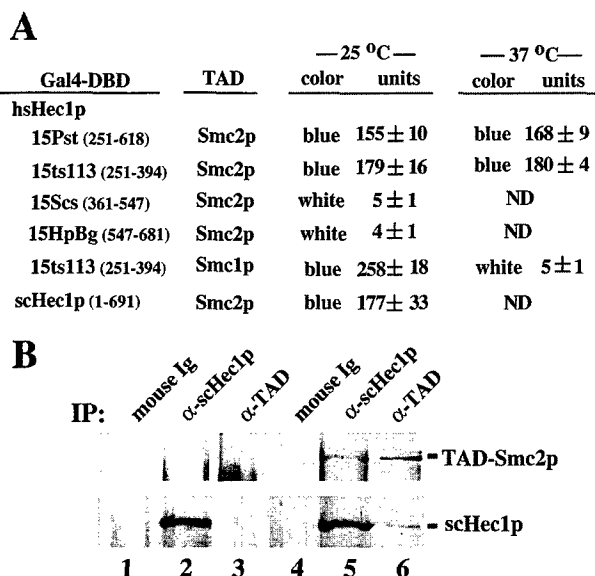 A
—25 °C— —37 °C—
Gal4-DBD TAD color units color units
hsHec1p
15Pst (251-618) Smc2p blue 155 ± 10 blue 168 ± 9
15ts113 (251-394) Smc2p blue 179 ± 16 blue 180 ± 4
15Scs (361-547) Smc2p white 5 ± 1 ND
15HpBg (547-681) Smc2p white 4 ± 1 ND
15ts113 (251-394) Smc1p blue 258 ± 18 white 5 ± 1
scHec1p (1-691) Smc2p blue 177 ± 33 ND
B
IP: mouse Ig α-scHec1p α-TAD mouse Ig α-scHec1p α-TAD
TAD-Smc2p
scHec1p
1 2 3 4 5 6